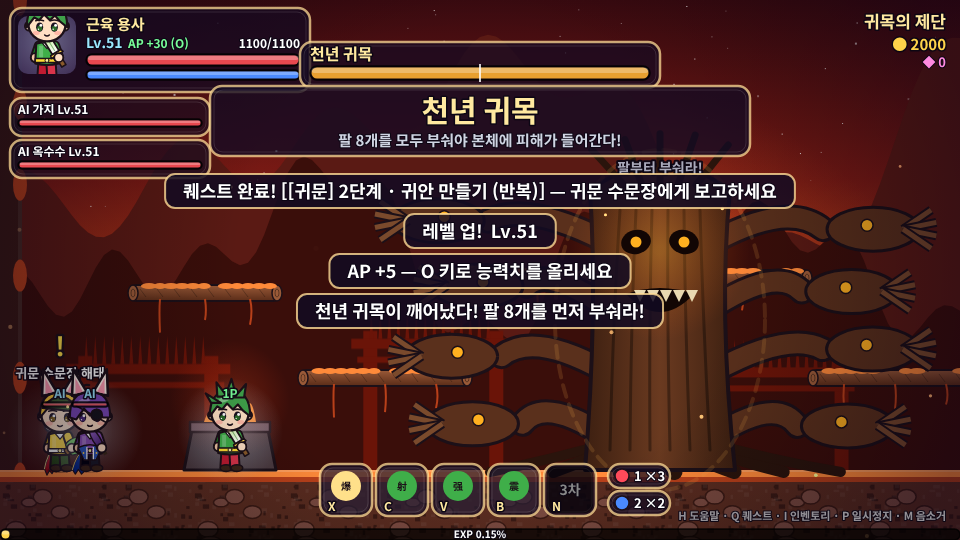 근육 용사
Lv.51 AP +30 (O) 1100/1100
천년 귀목
귀목의 제단
2000
0
AI 가지 Lv.51
AI 옥수수 Lv.51
천년 귀목
팔 8개를 모두 부숴야 본체에 피해가 들어간다!
팔부터 부숴라!
퀘스트 완료! [[귀문] 2단계 · 귀안 만들기 (반복)] — 귀문 수문장에게 보고하세요
레벨 업! Lv.51
AP +5 — O 키로 능력치를 올리세요
천년 귀목이 깨어났다! 팔 8개를 먼저 부숴라!
!
귀문 수문장 해태
AI AI
1P
爆 射 强 震 3차
X C V B N
1 ×3
2 ×2
H 도움말 · Q 퀘스트 · I 인벤토리 · P 일시정지 · M 음소거
EXP 0.15%